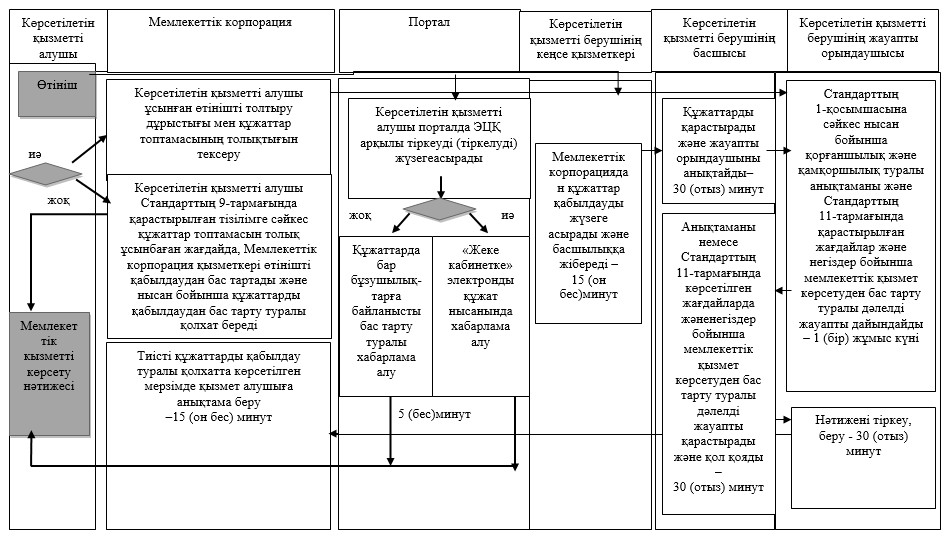 Көрсетілетін
қызметті
алушы
Мемлекеттік корпорация
Портал
Көрсетілетін
қызметті берушінің
кеңсе қызметкері
Көрсетілетін
қызметті берушінің
басшысы
Көрсетілетін қызметті
берушінің жауапты
орындаушысы
Өтініш
иә
жоқ
Мемлекет
тік
қызметті
көрсету
нәтижесі
Көрсетілетін қызметті алушы
ұсынған өтінішті толтыру
дұрыстығы мен құжаттар
топтамасының толықтығын
тексеру
Көрсетілетін қызметті алушы
Стандарттың 9-тармағында
қарастырылған тізілімге сәйкес
құжаттар топтамасын толық
ұсынбаған жағдайда, Мемлекеттік
корпорация қызметкері өтінішті
қабылдаудан бас тартады және
нысан бойынша құжаттарды
қабылдаудан бас тарту туралы
қолхат береді
Тиісті құжаттарды қабылдау
туралы қолхатта көрсетілген
мерзімде қызмет алушыға
анықтама беру
–15 (он бес) минут
Көрсетілетін қызметті
алушы порталда ЭЦҚ
арқылы тіркеуді (тіркелуді)
жүзегеасырады
жоқ
иә
Құжаттарда
бар
бұзушылық-
тарға
байланысты
бас тарту
туралы
хабарлама
алу
«Жеке
кабинетке»
электронды
құжат
нысанында
хабарлама
алу
5 (бес)минут
Мемлекеттік
корпорацияда
н құжаттар
қабылдауды
жүзеге
асырады және
басшылыққа
жібереді –
15 (он
бес)минут
Құжаттарды
қарастырады
және жауапты
орындаушыны
анықтайды–
30 (отыз) минут
Анықтаманы
немесе
Стандарттың
11-тармағында
көрсетілген
жағдайларда
жәненегіздер
бойынша
мемлекеттік
қызмет
көрсетуден бас
тарту туралы
дәлелді
жауапты
қарастырады
және қол қояды
–
30 (отыз) минут
Стандарттың
1-қосымшасына
сәйкес нысан
бойынша
қорғаншылық және
қамқоршылық туралы
анықтаманы және
Стандарттың
11-тармағында
қарастырылған
жағдайлар және
негіздер бойынша
мемлекеттік қызмет
көрсетуден бас тарту
туралы дәлелді
жауапты дайындайды
– 1 (бір) жұмыс күні
Нәтижені тіркеу,
беру - 30 (отыз)
минут